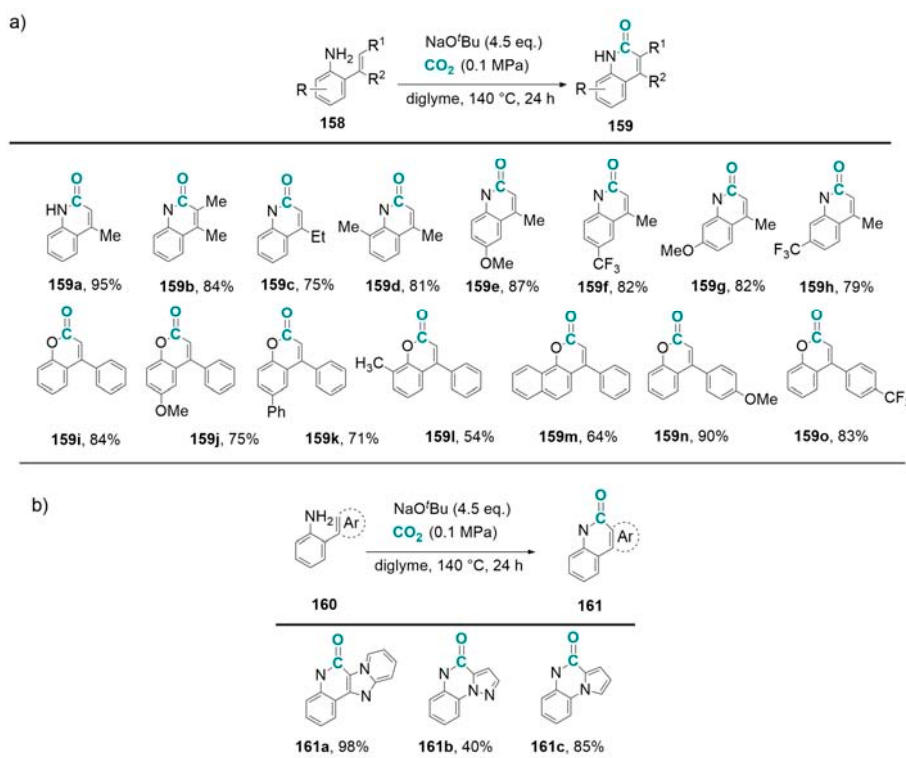 a)
NaOᵗBu (4.5 eq.)
CO₂ (0.1 MPa)
diglyme, 140 °C, 24 h
NH₂ R¹ R² R
158
O C HN R¹ R² R
159
O C HN Me
O C N Me Me
O C N Et
O C N Me Me
O C N Me OMe
O C N Me CF₃
O C N Me MeO
O C N Me F₃C
159a, 95%
159b, 84%
159c, 75%
159d, 81%
159e, 87%
159f, 82%
159g, 82%
159h, 79%
O C O
O C O OMe
O C O Ph
O C O H₃C
O C O
O C O OMe
O C O CF
159i, 84%
159j, 75%
159k, 71%
159l, 54%
159m, 64%
159n, 90%
159o, 83%
b)
NaOᵗBu (4.5 eq.)
CO₂ (0.1 MPa)
diglyme, 140 °C, 24 h
NH₂ Ar
160
O C N Ar
161
O C N N N
O C N N N
O C N N
161a, 98%
161b, 40%
161c, 85%